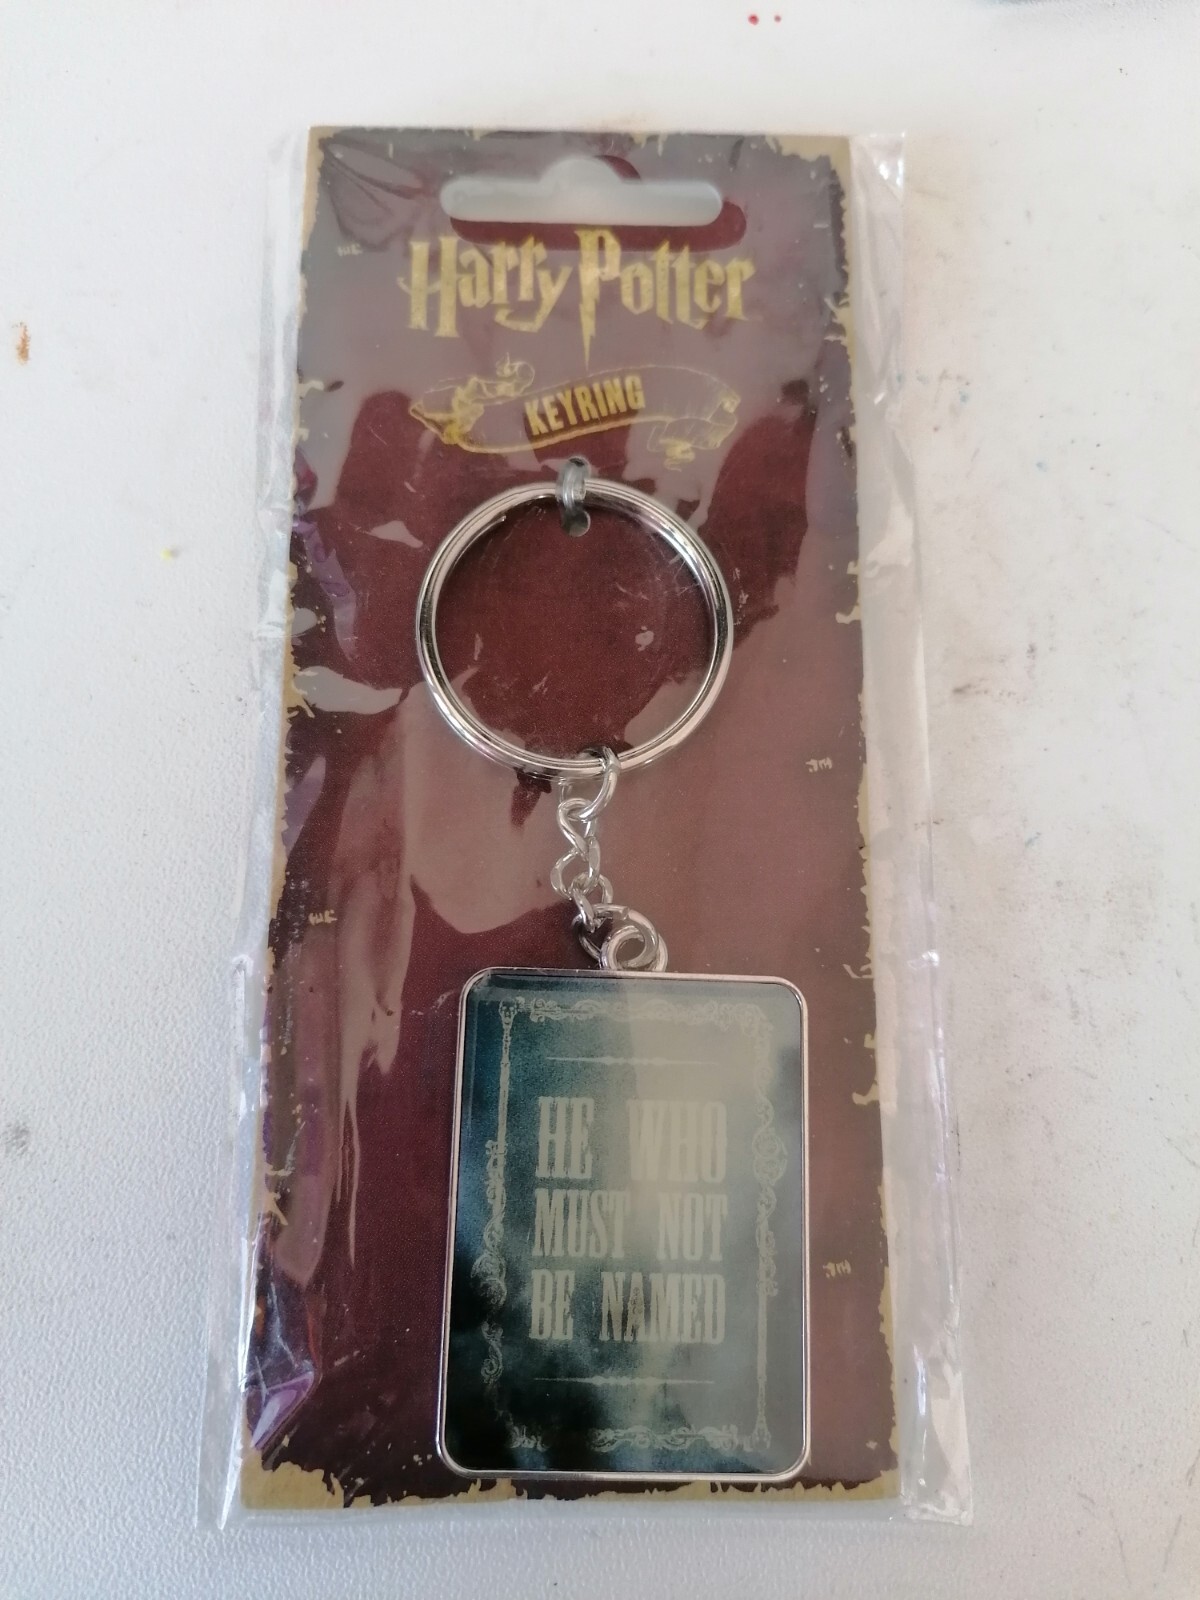 Harry Potter
KEYRING
HE WHO
MUST NOT
BE NAMED